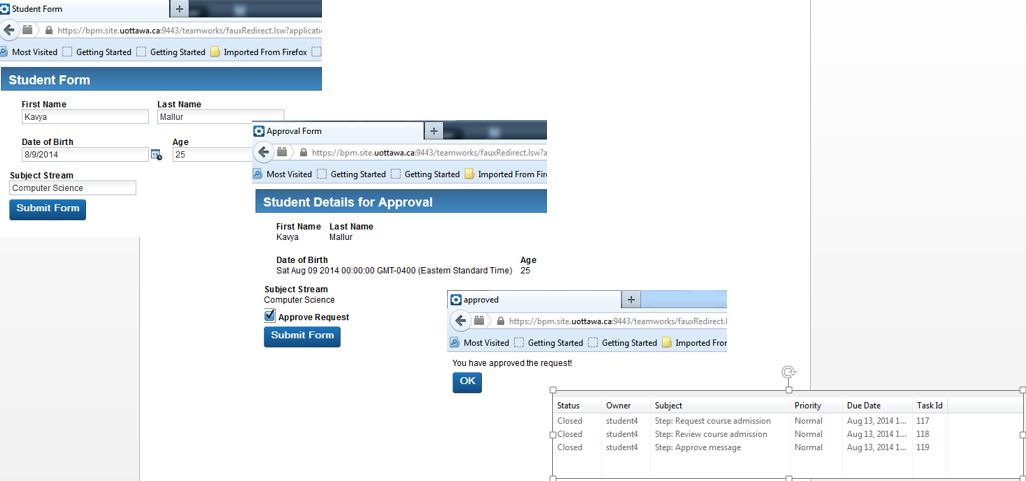 Student Form
https://bpm.site.uottawa.ca:9443/teamworks/fauxRedirect.lsw?applicati
Most Visited Getting Started Getting Started Imported From Firefox
Student Form
First Name Last Name
Kavya Mallur
Date of Birth Age
8/9/2014 25
Subject Stream
Computer Science
Submit Form
Approval Form
https://bpm.site.uottawa.ca:9443/teamworks/fauxRedirect.lsw?a
Most Visited Getting Started Getting Started Imported From Fir
Student Details for Approval
First Name Last Name
Kavya Mallur
Date of Birth Age
Sat Aug 09 2014 00:00:00 GMT-0400 (Eastern Standard Time) 25
Subject Stream
Computer Science
Approve Request
Submit Form
approved
https://bpm.site.uottawa.ca:9443/teamworks/fauxRedirect.l
Most Visited Getting Started Getting Started Imported From
You have approved the request!
OK
Status Owner Subject Priority Due Date Task Id
Closed student4 Step: Request course admission Normal Aug 13, 2014 1... 117
Closed student4 Step: Review course admission Normal Aug 13, 2014 1... 118
Closed student4 Step: Approve message Normal Aug 13, 2014 1... 119